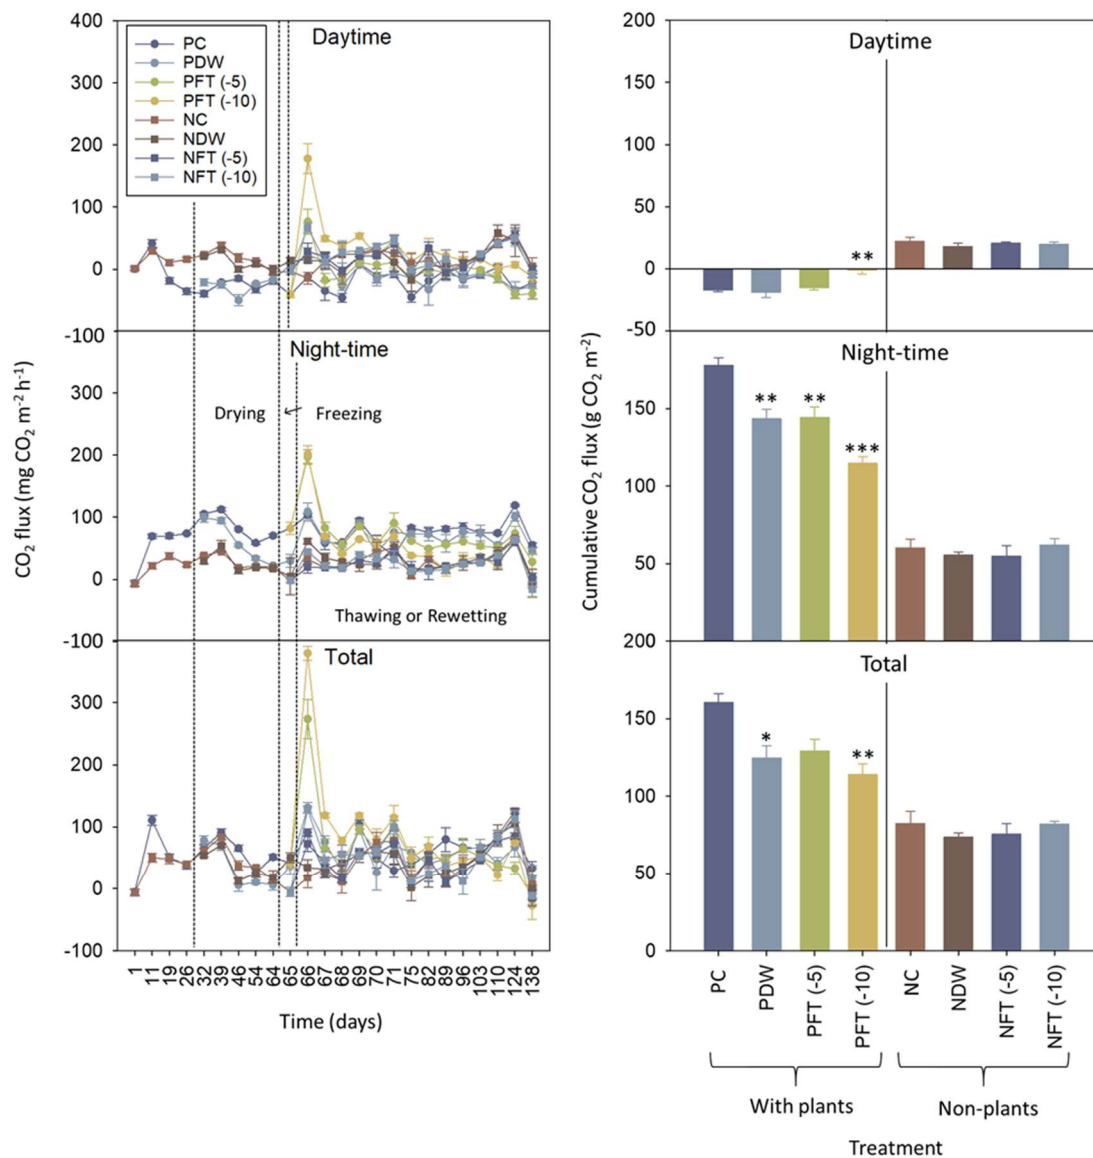 400
300
200
100
0
-100
300
200
100
0
-100
300
200
100
0
-100
CO2 flux (mg CO2 m-2 h-1)
PC
PDW
PFT (-5)
PFT (-10)
NC
NDW
NFT (-5)
NFT (-10)
Daytime
Night-time
Drying
Freezing
Thawing or Rewetting
Total
1 11 19 26 32 39 46 54 64 65 66 67 68 69 70 71 75 82 89 96 103 110 124 138
Time (days)
200
150
100
50
0
-50
150
100
50
200
150
100
50
0
Cumulative CO2 flux (g CO2 m-2)
Daytime
**
Night-time
** ** ***
Total
* **
PC PDW PFT (-5) PFT (-10) NC NDW NFT (-5) NFT (-10)
With plants Non-plants
Treatment